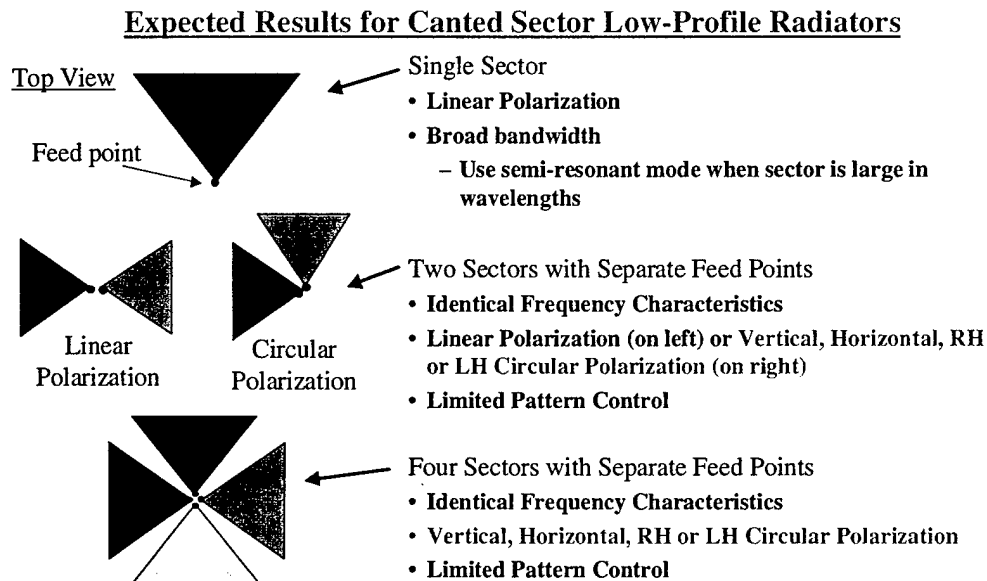 Expected Results for Canted Sector Low-Profile Radiators
Top View
Feed point
Single Sector
• Linear Polarization
• Broad bandwidth
– Use semi-resonant mode when sector is large in
wavelengths
Linear
Polarization
Circular
Polarization
Two Sectors with Separate Feed Points
• Identical Frequency Characteristics
• Linear Polarization (on left) or Vertical, Horizontal, RH
or LH Circular Polarization (on right)
• Limited Pattern Control
Four Sectors with Separate Feed Points
• Identical Frequency Characteristics
• Vertical, Horizontal, RH or LH Circular Polarization
• Limited Pattern Control